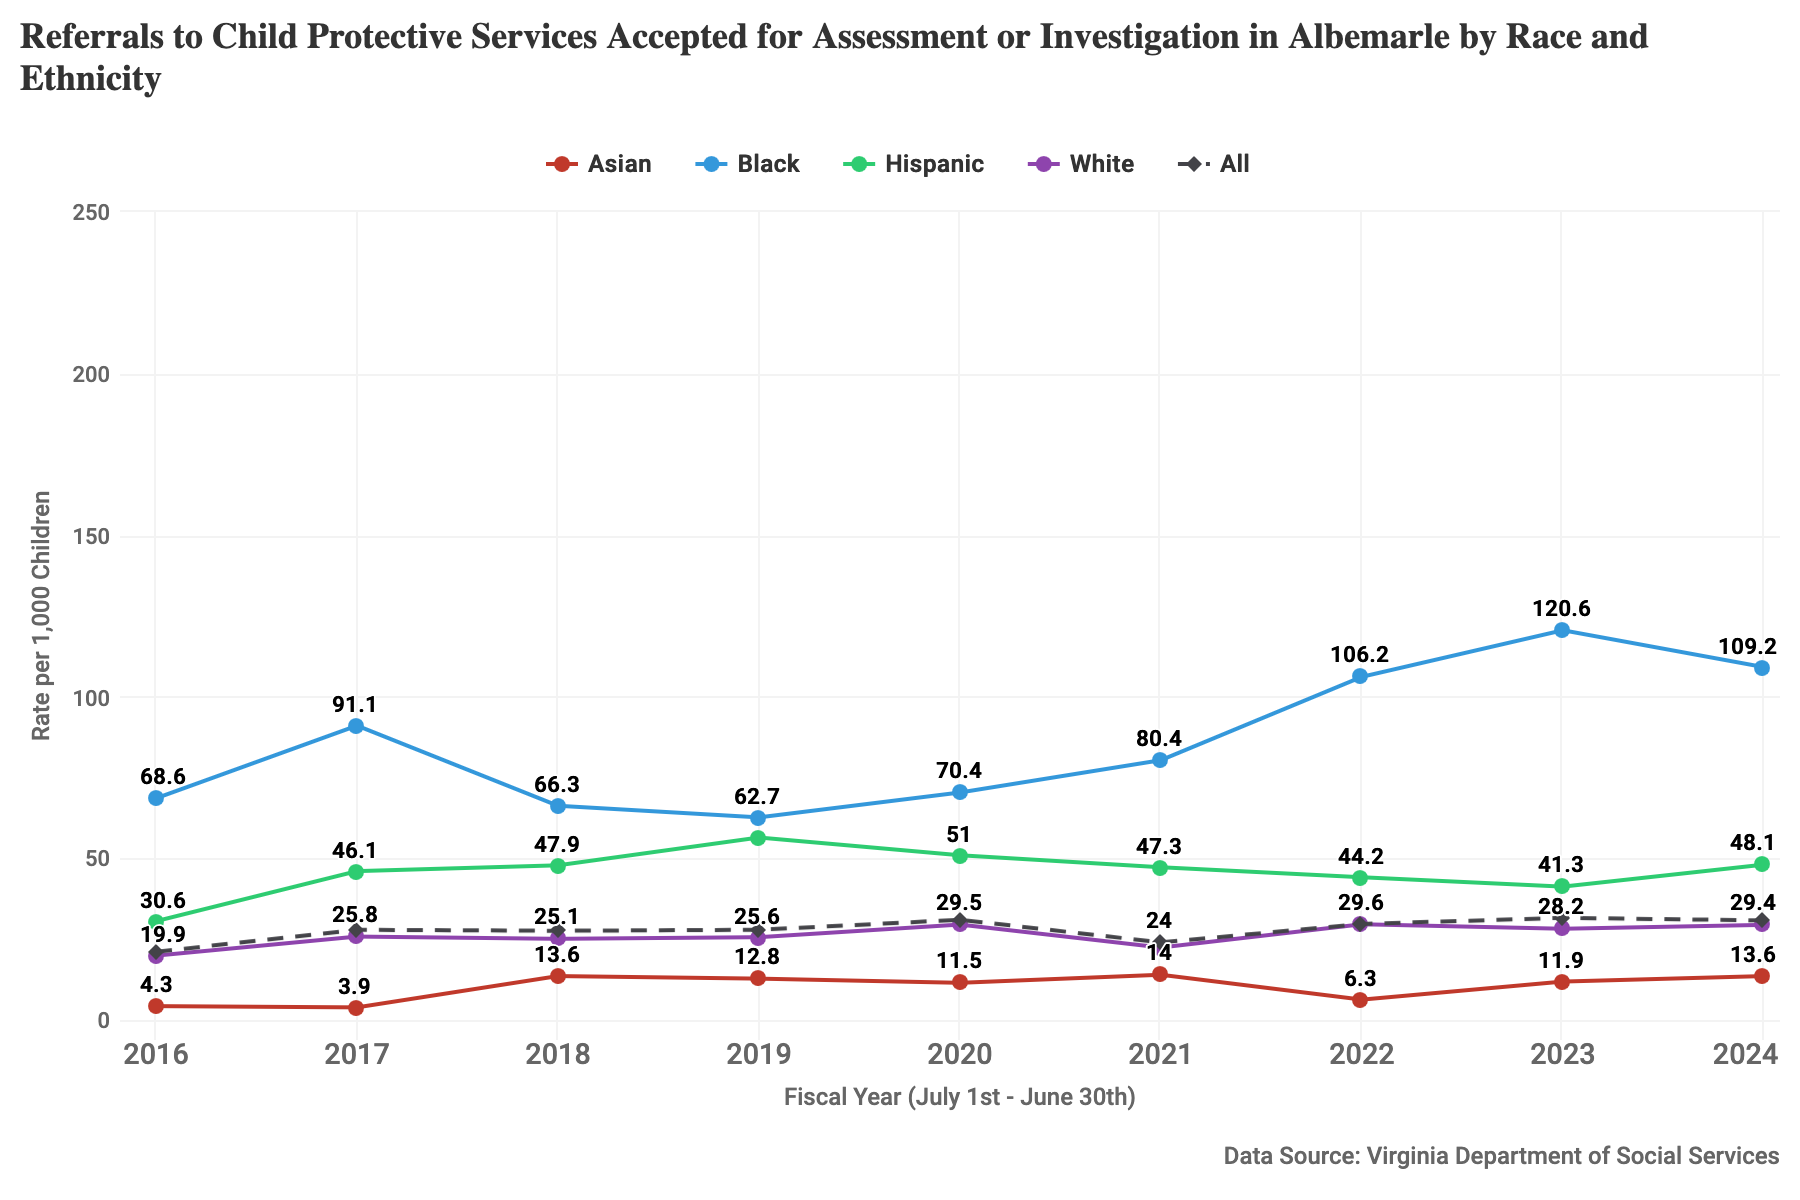 Referrals to Child Protective Services Accepted for Assessment or Investigation in Albemarle by Race and
Ethnicity
Asian Black Hispanic White All
250
200
150
100
50
0
Rate per 1,000 Children
68.6 91.1 66.3 62.7 70.4 80.4 106.2 120.6 109.2
30.6 46.1 47.9 51 47.3 44.2 41.3 48.1
19.9 25.8 25.1 25.6 29.5 24 29.6 28.2 29.4
4.3 3.9 13.6 12.8 11.5 14 6.3 11.9 13.6
2016 2017 2018 2019 2020 2021 2022 2023 2024
Fiscal Year (July 1st - June 30th)
Data Source: Virginia Department of Social Services